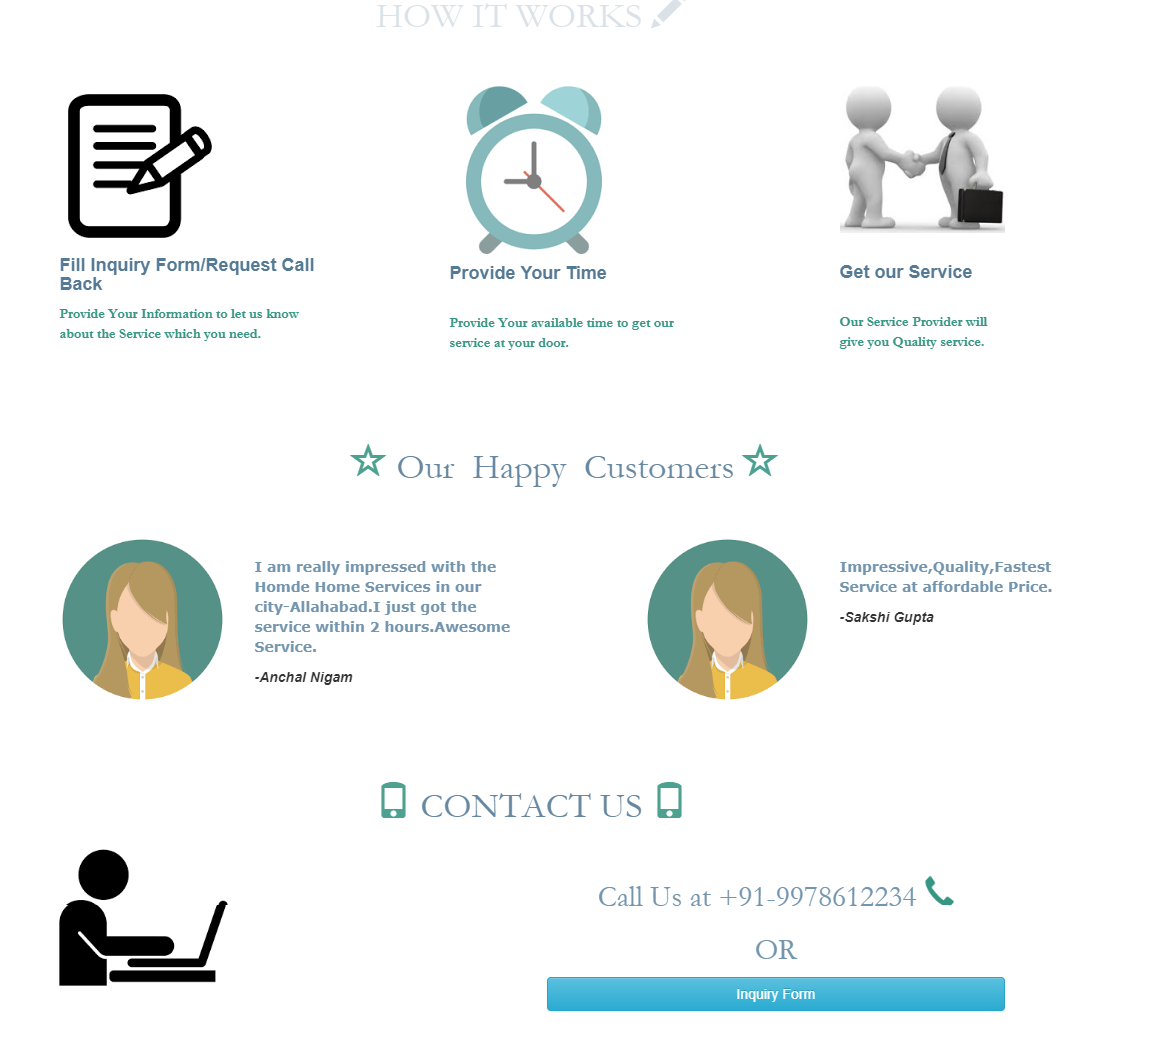 HOW IT WORKS
Fill Inquiry Form/Request Call
Back
Provide Your Information to let us know
about the Service which you need.
Provide Your Time
Provide Your available time to get our
service at your door.
Get our Service
Our Service Provider will
give you Quality service.
Our Happy Customers
I am really impressed with the
Homde Home Services in our
city-Allahabad.I just got the
service within 2 hours.Awesome
Service.
-Anchal Nigam
Impressive,Quality,Fastest
Service at affordable Price.
-Sakshi Gupta
CONTACT US
Call Us at +91-9978612234
OR
Inquiry Form